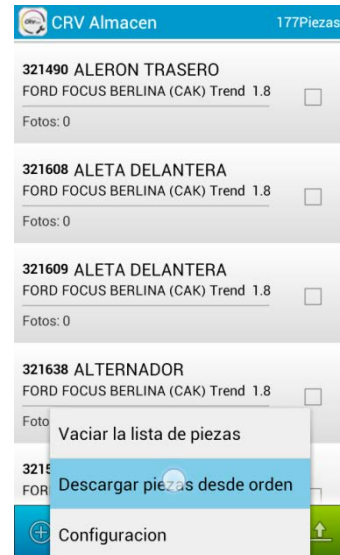 CRV Almacen 177Piezas
321490 ALERON TRASERO
FORD FOCUS BERLINA (CAK) Trend 1.8
Fotos: 0
321608 ALETA DELANTERA
FORD FOCUS BERLINA (CAK) Trend 1.8
Fotos: 0
321609 ALETA DELANTERA
FORD FOCUS BERLINA (CAK) Trend 1.8
Fotos: 0
321638 ALTERNADOR
FORD FOCUS BERLINA (CAK) Trend 1.8
Foto
Vaciar la lista de piezas
3215
FOR
Descargar piezas desde orden
Configuracion